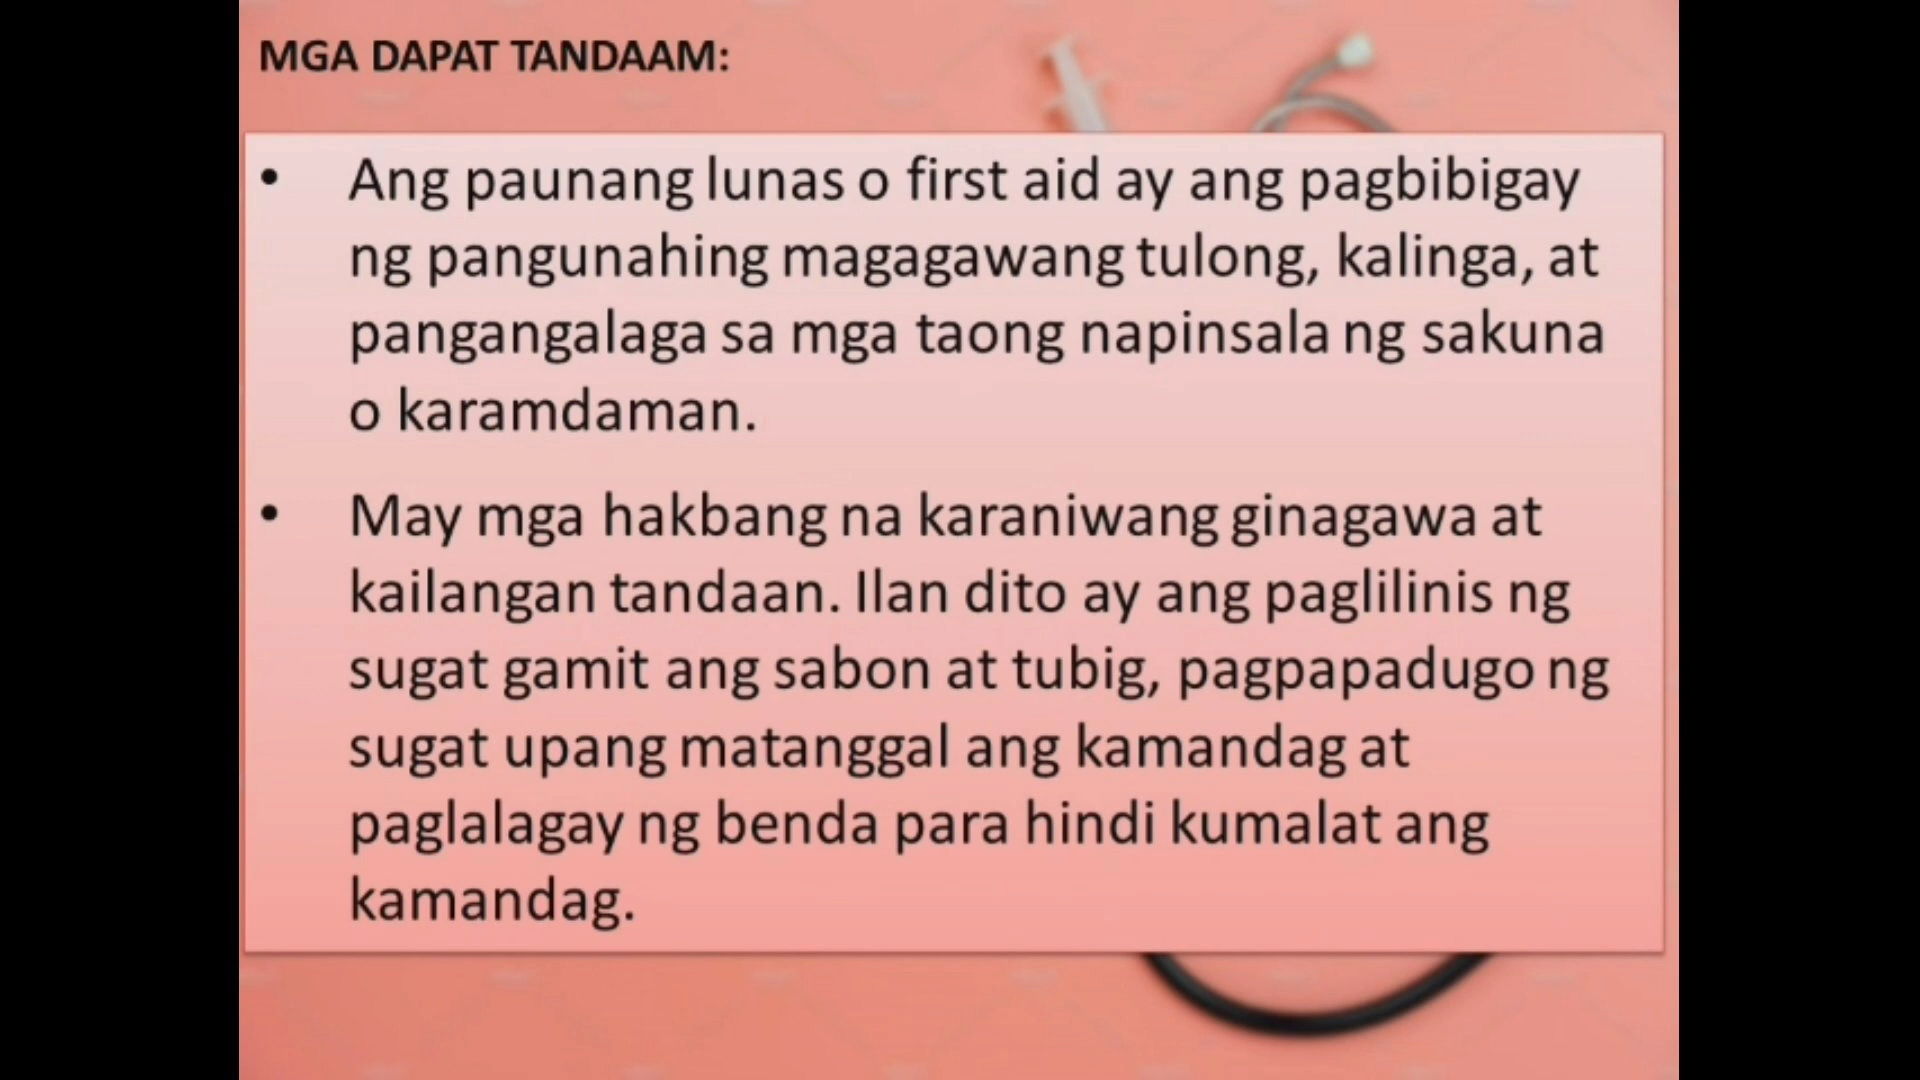 MGA DAPAT TANDAAM:
• Ang paunang lunas o first aid ay ang pagbibigay
ng pangunahing magagawang tulong, kalinga, at
pangangalaga sa mga taong napinsala ng sakuna
o karamdaman.
• May mga hakbang na karaniwang ginagawa at
kailangan tandaan. Ilan dito ay ang paglilinis ng
sugat gamit ang sabon at tubig, pagpapadugo ng
sugat upang matanggal ang kamandag at
paglalagay ng benda para hindi kumalat ang
kamandag.